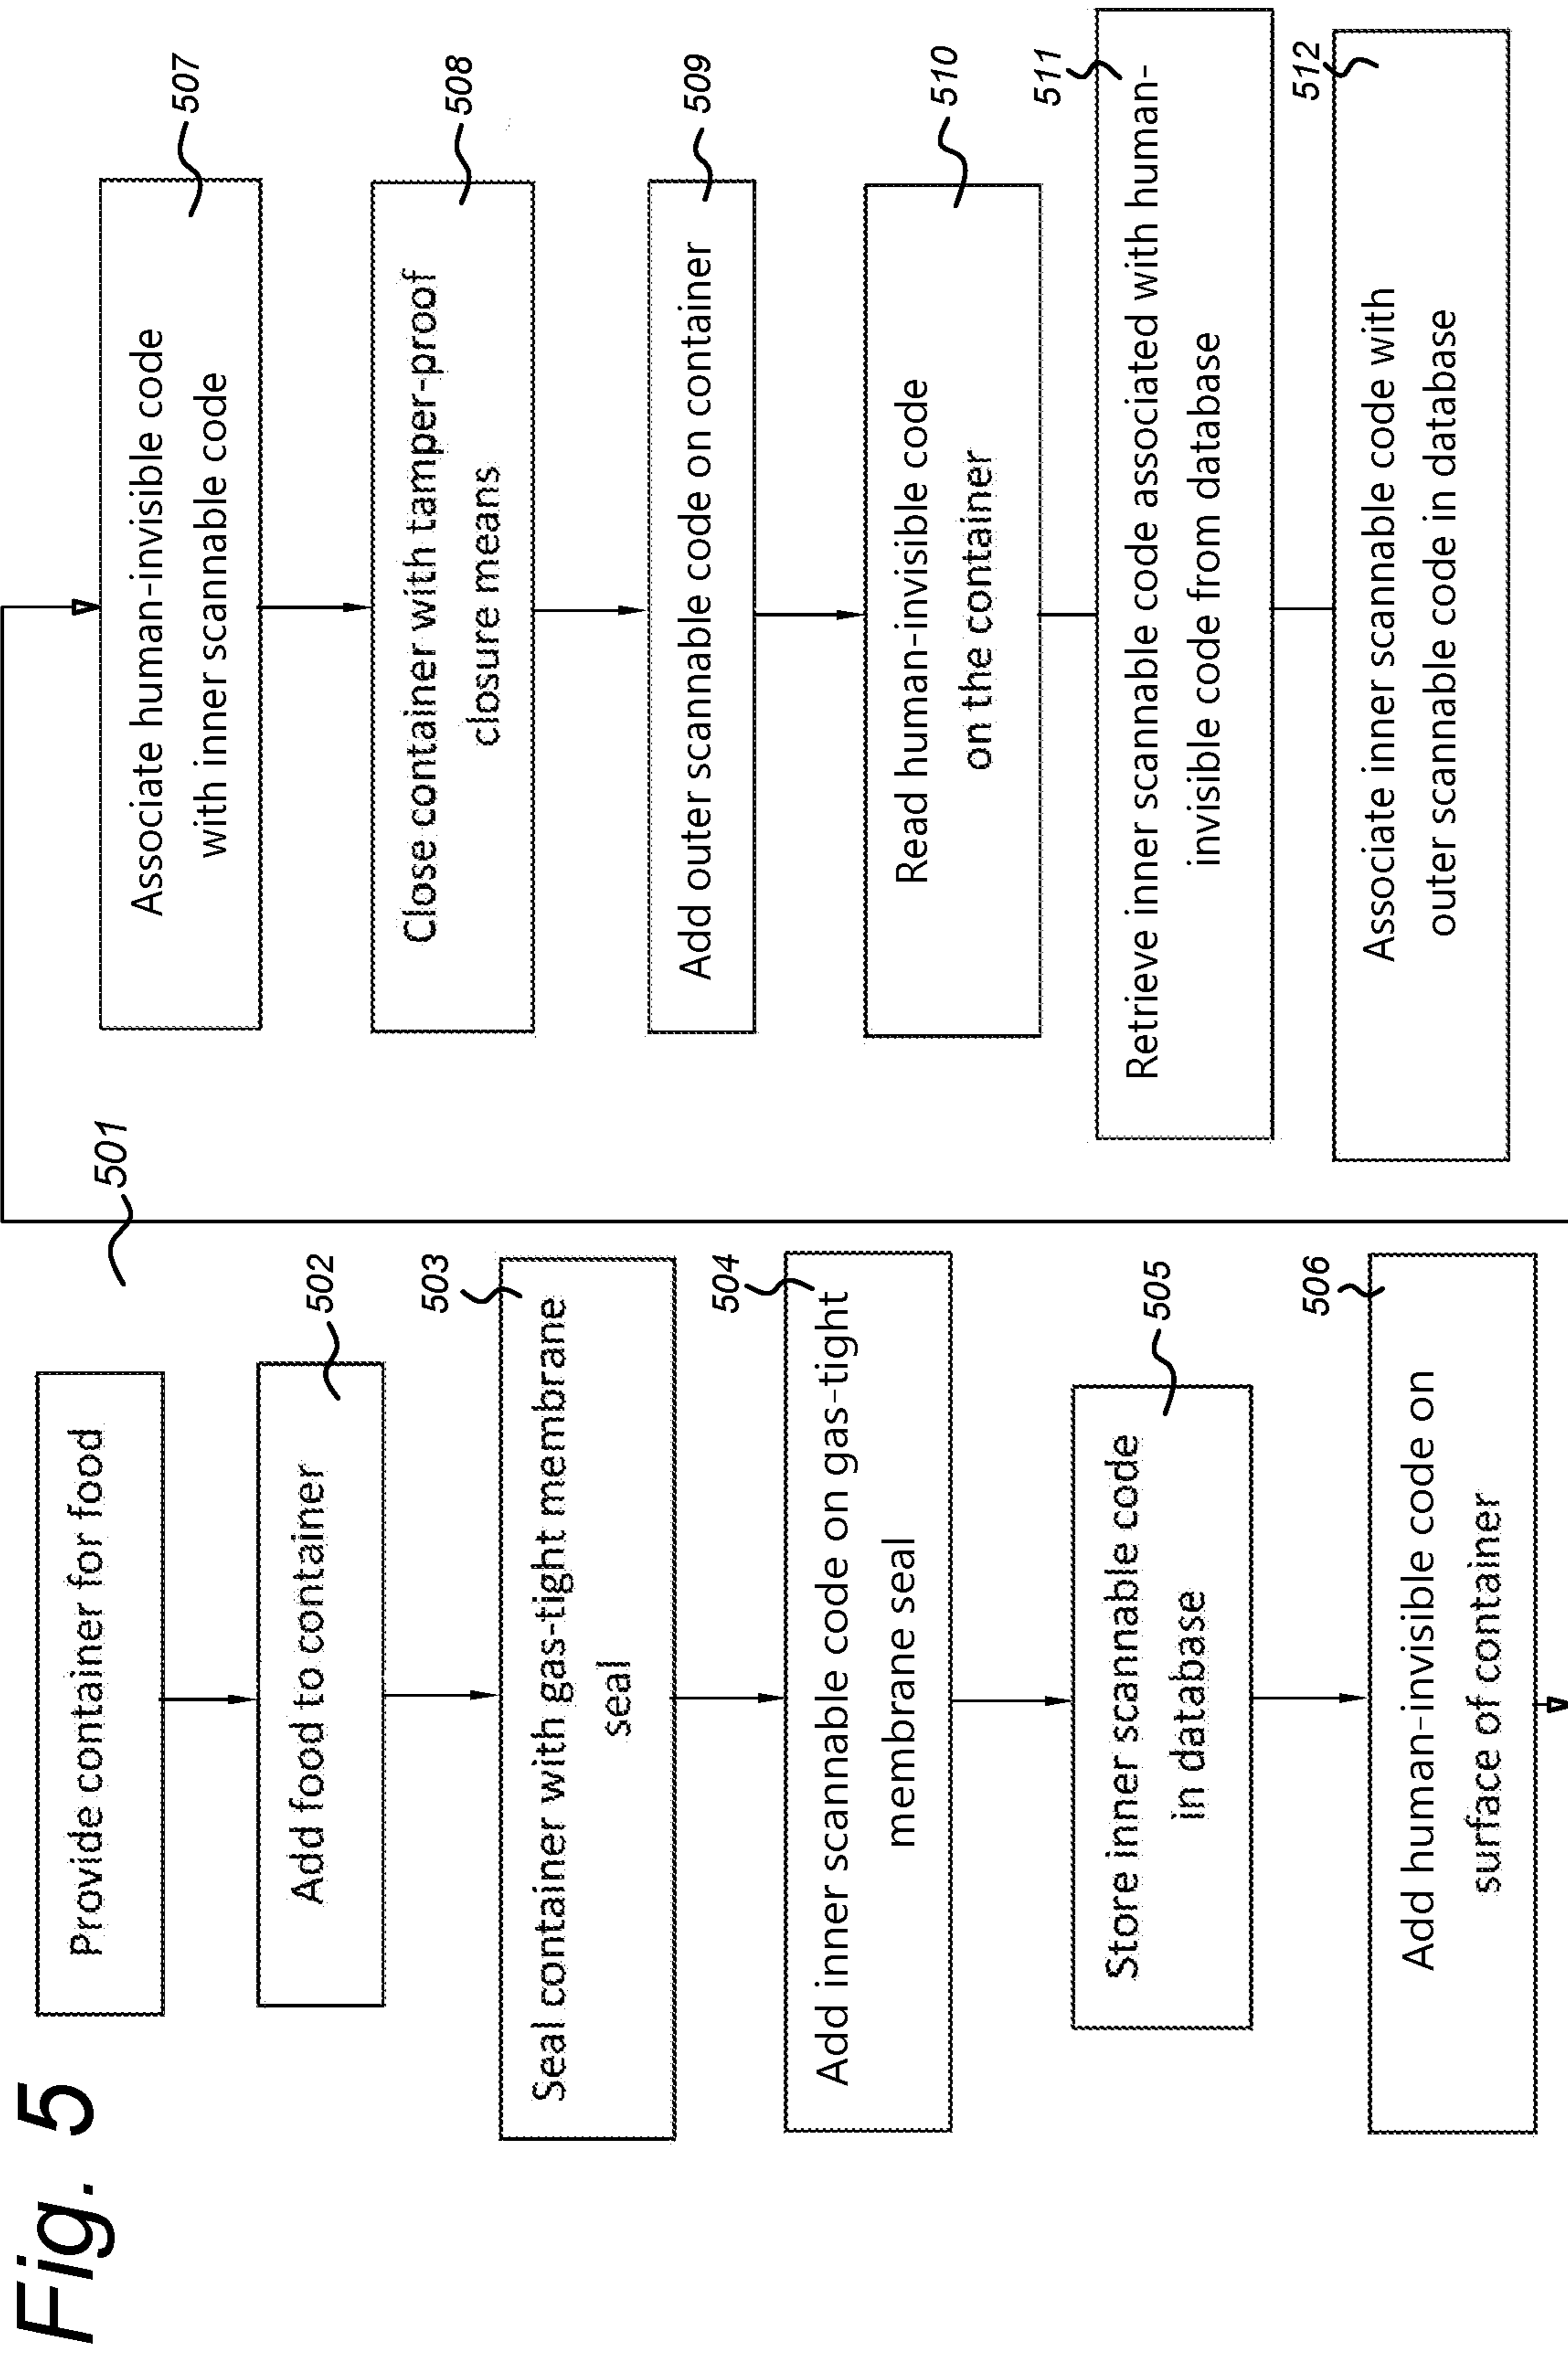 Fig. 5
501
Provide container for food
502
Add food to container
503
Seal container with gas-tight membrane
seal
504
Add inner scannable code on gas-tight
membrane seal
505
Store inner scannable code
in database
506
Add human-invisible code on
surface of container
507
Associate human-invisible code
with inner scannable code
508
Close container with tamper-proof
closure means
509
Add outer scannable code on container
510
Read human-invisible code
on the container
511
Retrieve inner scannable code associated with human-
invisible code from database
512
Associate inner scannable code with
outer scannable code in database